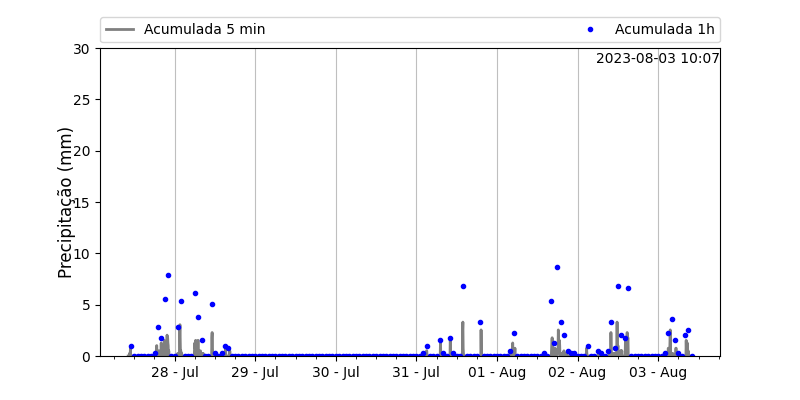 Acumulada 5 min
Acumulada 1h
2023-08-03 10:07
Precipitação (mm)
30
25
20
15
10
5
0
28 - Jul
29 - Jul
30 - Jul
31 - Jul
01 - Aug
02 - Aug
03 - Aug